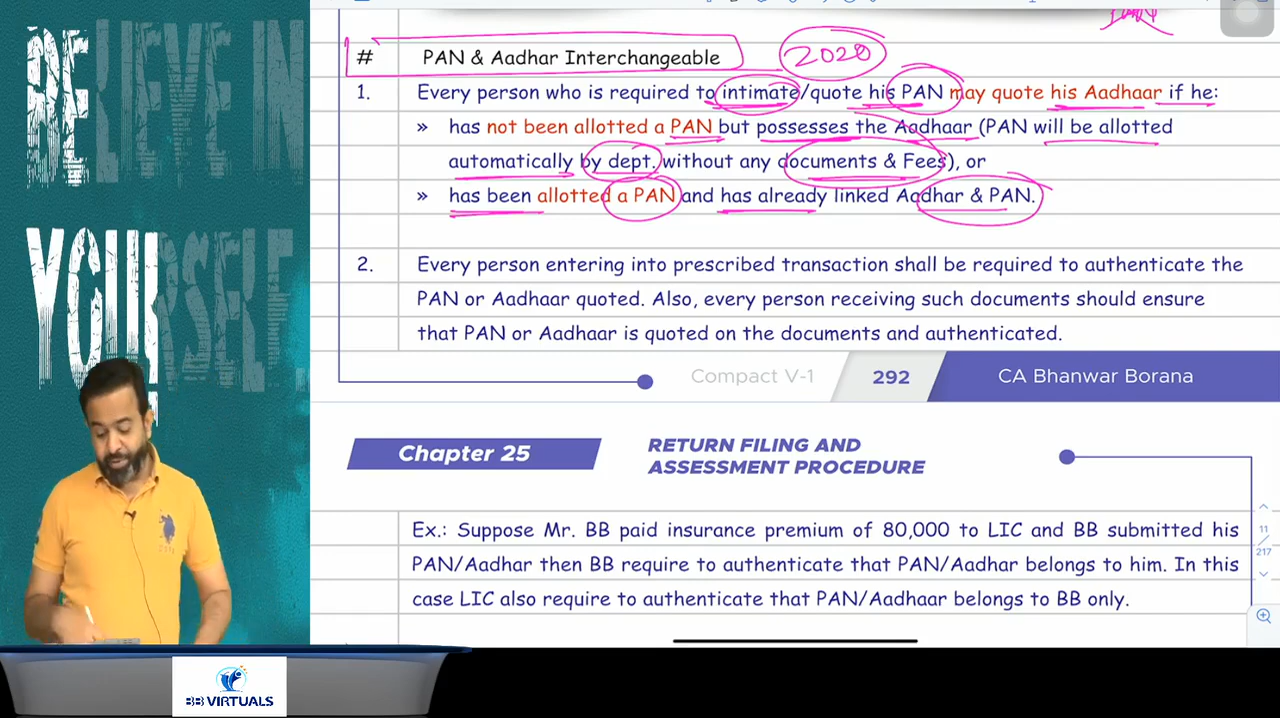 BELIEVE IN
YOURSELF.
# PAN & Aadhar Interchangeable 2020
1. Every person who is required to intimate/quote his PAN may quote his Aadhaar if he:
» has not been allotted a PAN but possesses the Aadhaar (PAN will be allotted
automatically by dept. without any documents & Fees), or
» has been allotted a PAN and has already linked Aadhar & PAN.
2. Every person entering into prescribed transaction shall be required to authenticate the
PAN or Aadhaar quoted. Also, every person receiving such documents should ensure
that PAN or Aadhaar is quoted on the documents and authenticated.
Compact V-1 292 CA Bhanwar Borana
Chapter 25 RETURN FILING AND
ASSESSMENT PROCEDURE
Ex.: Suppose Mr. BB paid insurance premium of 80,000 to LIC and BB submitted his
PAN/Aadhar then BB require to authenticate that PAN/Aadhar belongs to him. In this
case LIC also require to authenticate that PAN/Aadhaar belongs to BB only.
11
217
BB VIRTUALS